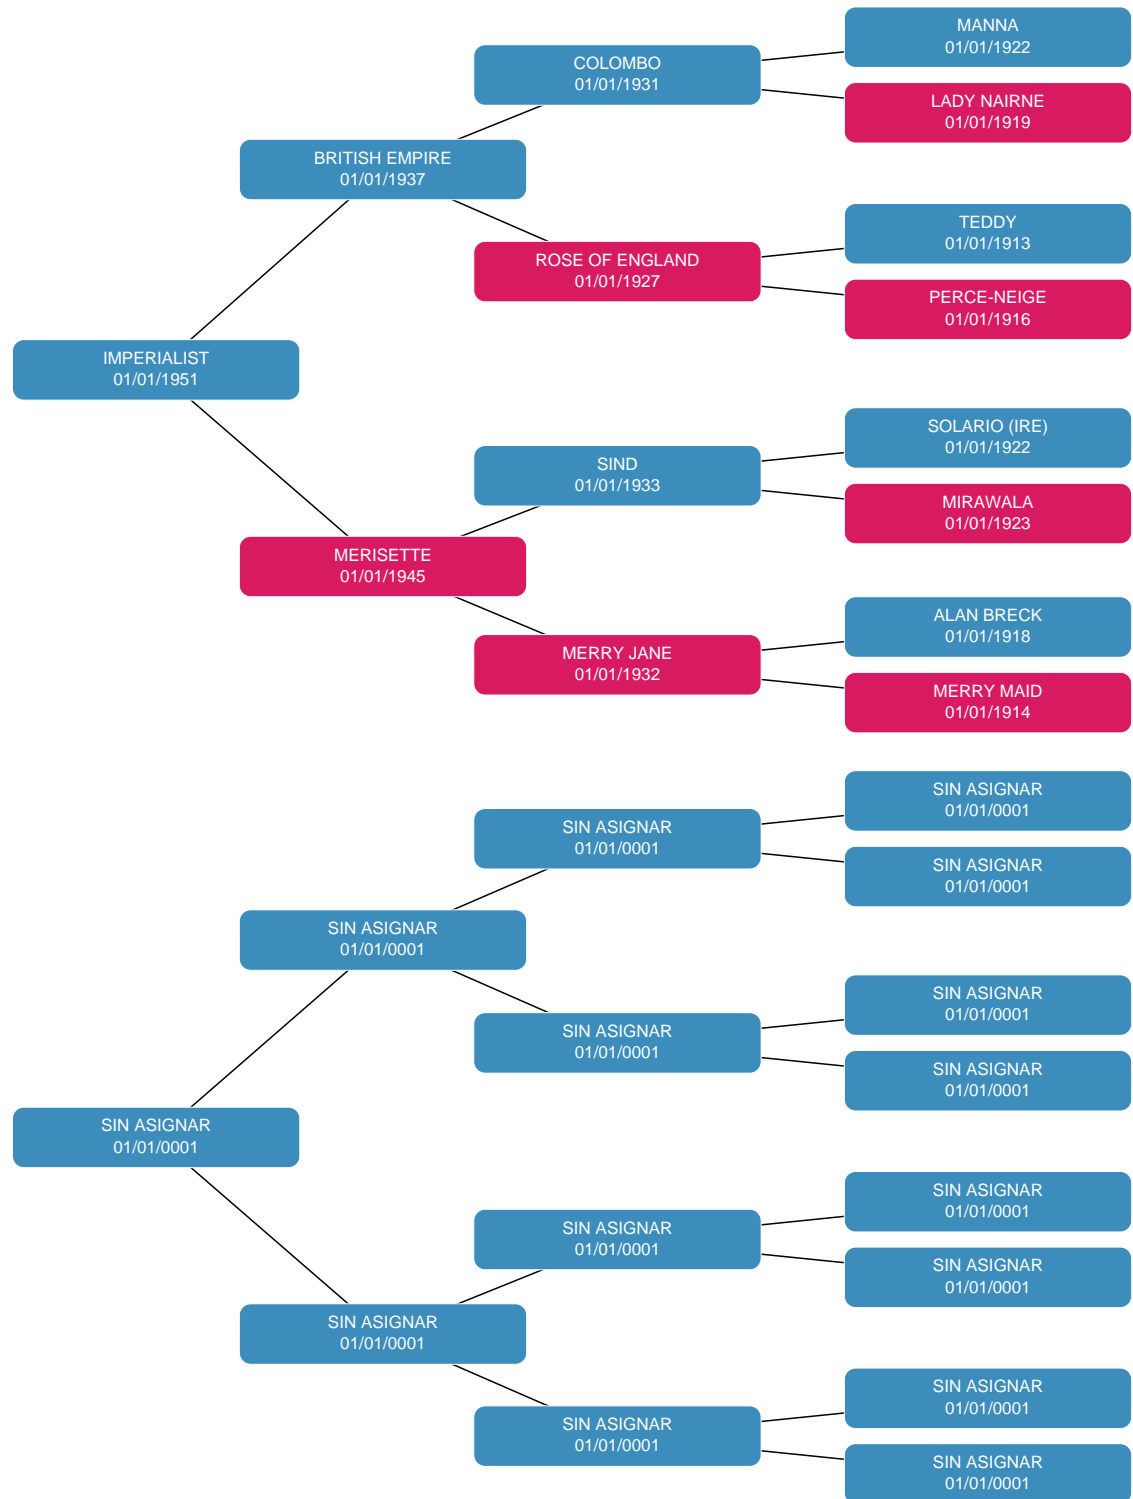 MANNA
01/01/1922
COLOMBO
01/01/1931
LADY NAIRNE
01/01/1919
BRITISH EMPIRE
01/01/1937
TEDDY
01/01/1913
ROSE OF ENGLAND
01/01/1927
PERCE-NEIGE
01/01/1916
IMPERIALIST
01/01/1951
SOLARIO (IRE)
01/01/1922
SIND
01/01/1933
MIRAWALA
01/01/1923
MERISETTE
01/01/1945
ALAN BRECK
01/01/1918
MERRY JANE
01/01/1932
MERRY MAID
01/01/1914
SIN ASIGNAR
01/01/0001
SIN ASIGNAR
01/01/0001
SIN ASIGNAR
01/01/0001
SIN ASIGNAR
01/01/0001
SIN ASIGNAR
01/01/0001
SIN ASIGNAR
01/01/0001
SIN ASIGNAR
01/01/0001
SIN ASIGNAR
01/01/0001
SIN ASIGNAR
01/01/0001
SIN ASIGNAR
01/01/0001
SIN ASIGNAR
01/01/0001
SIN ASIGNAR
01/01/0001
SIN ASIGNAR
01/01/0001
SIN ASIGNAR
01/01/0001
SIN ASIGNAR
01/01/0001